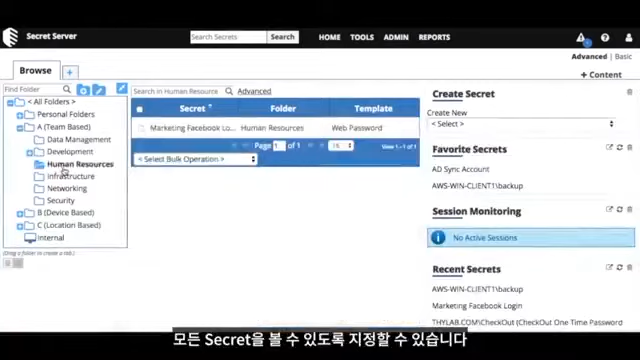 Secret Server
Search Secrets
Search
HOME
TOOLS
ADMIN
REPORTS
Advanced | Basic
Browse
+ Content
Find Folder
< All Folders >
Personal Folders
A (Team Based)
Data Management
Development
Human Resources
Infrastructure
Networking
Security
B (Device Based)
C (Location Based)
Internal
(Drag a folder to create a tab.)
Search in Human Resource
Advanced
Secret
Folder
Template
Marketing Facebook Lo...
Human Resources
Web Password
Page 1 of 1
15
View 1-1 of 1
< Select Bulk Operation >
Create Secret
Create New
< Select >
Favorite Secrets
AD Sync Account
AWS-WIN-CLIENT1\backup
Session Monitoring
No Active Sessions
Recent Secrets
AWS-WIN-CLIENT1\backup
Marketing Facebook Login
THYLAB.COM\CheckOut (CheckOut One Time Password
모든 Secret을 볼 수 있도록 지정할 수 있습니다